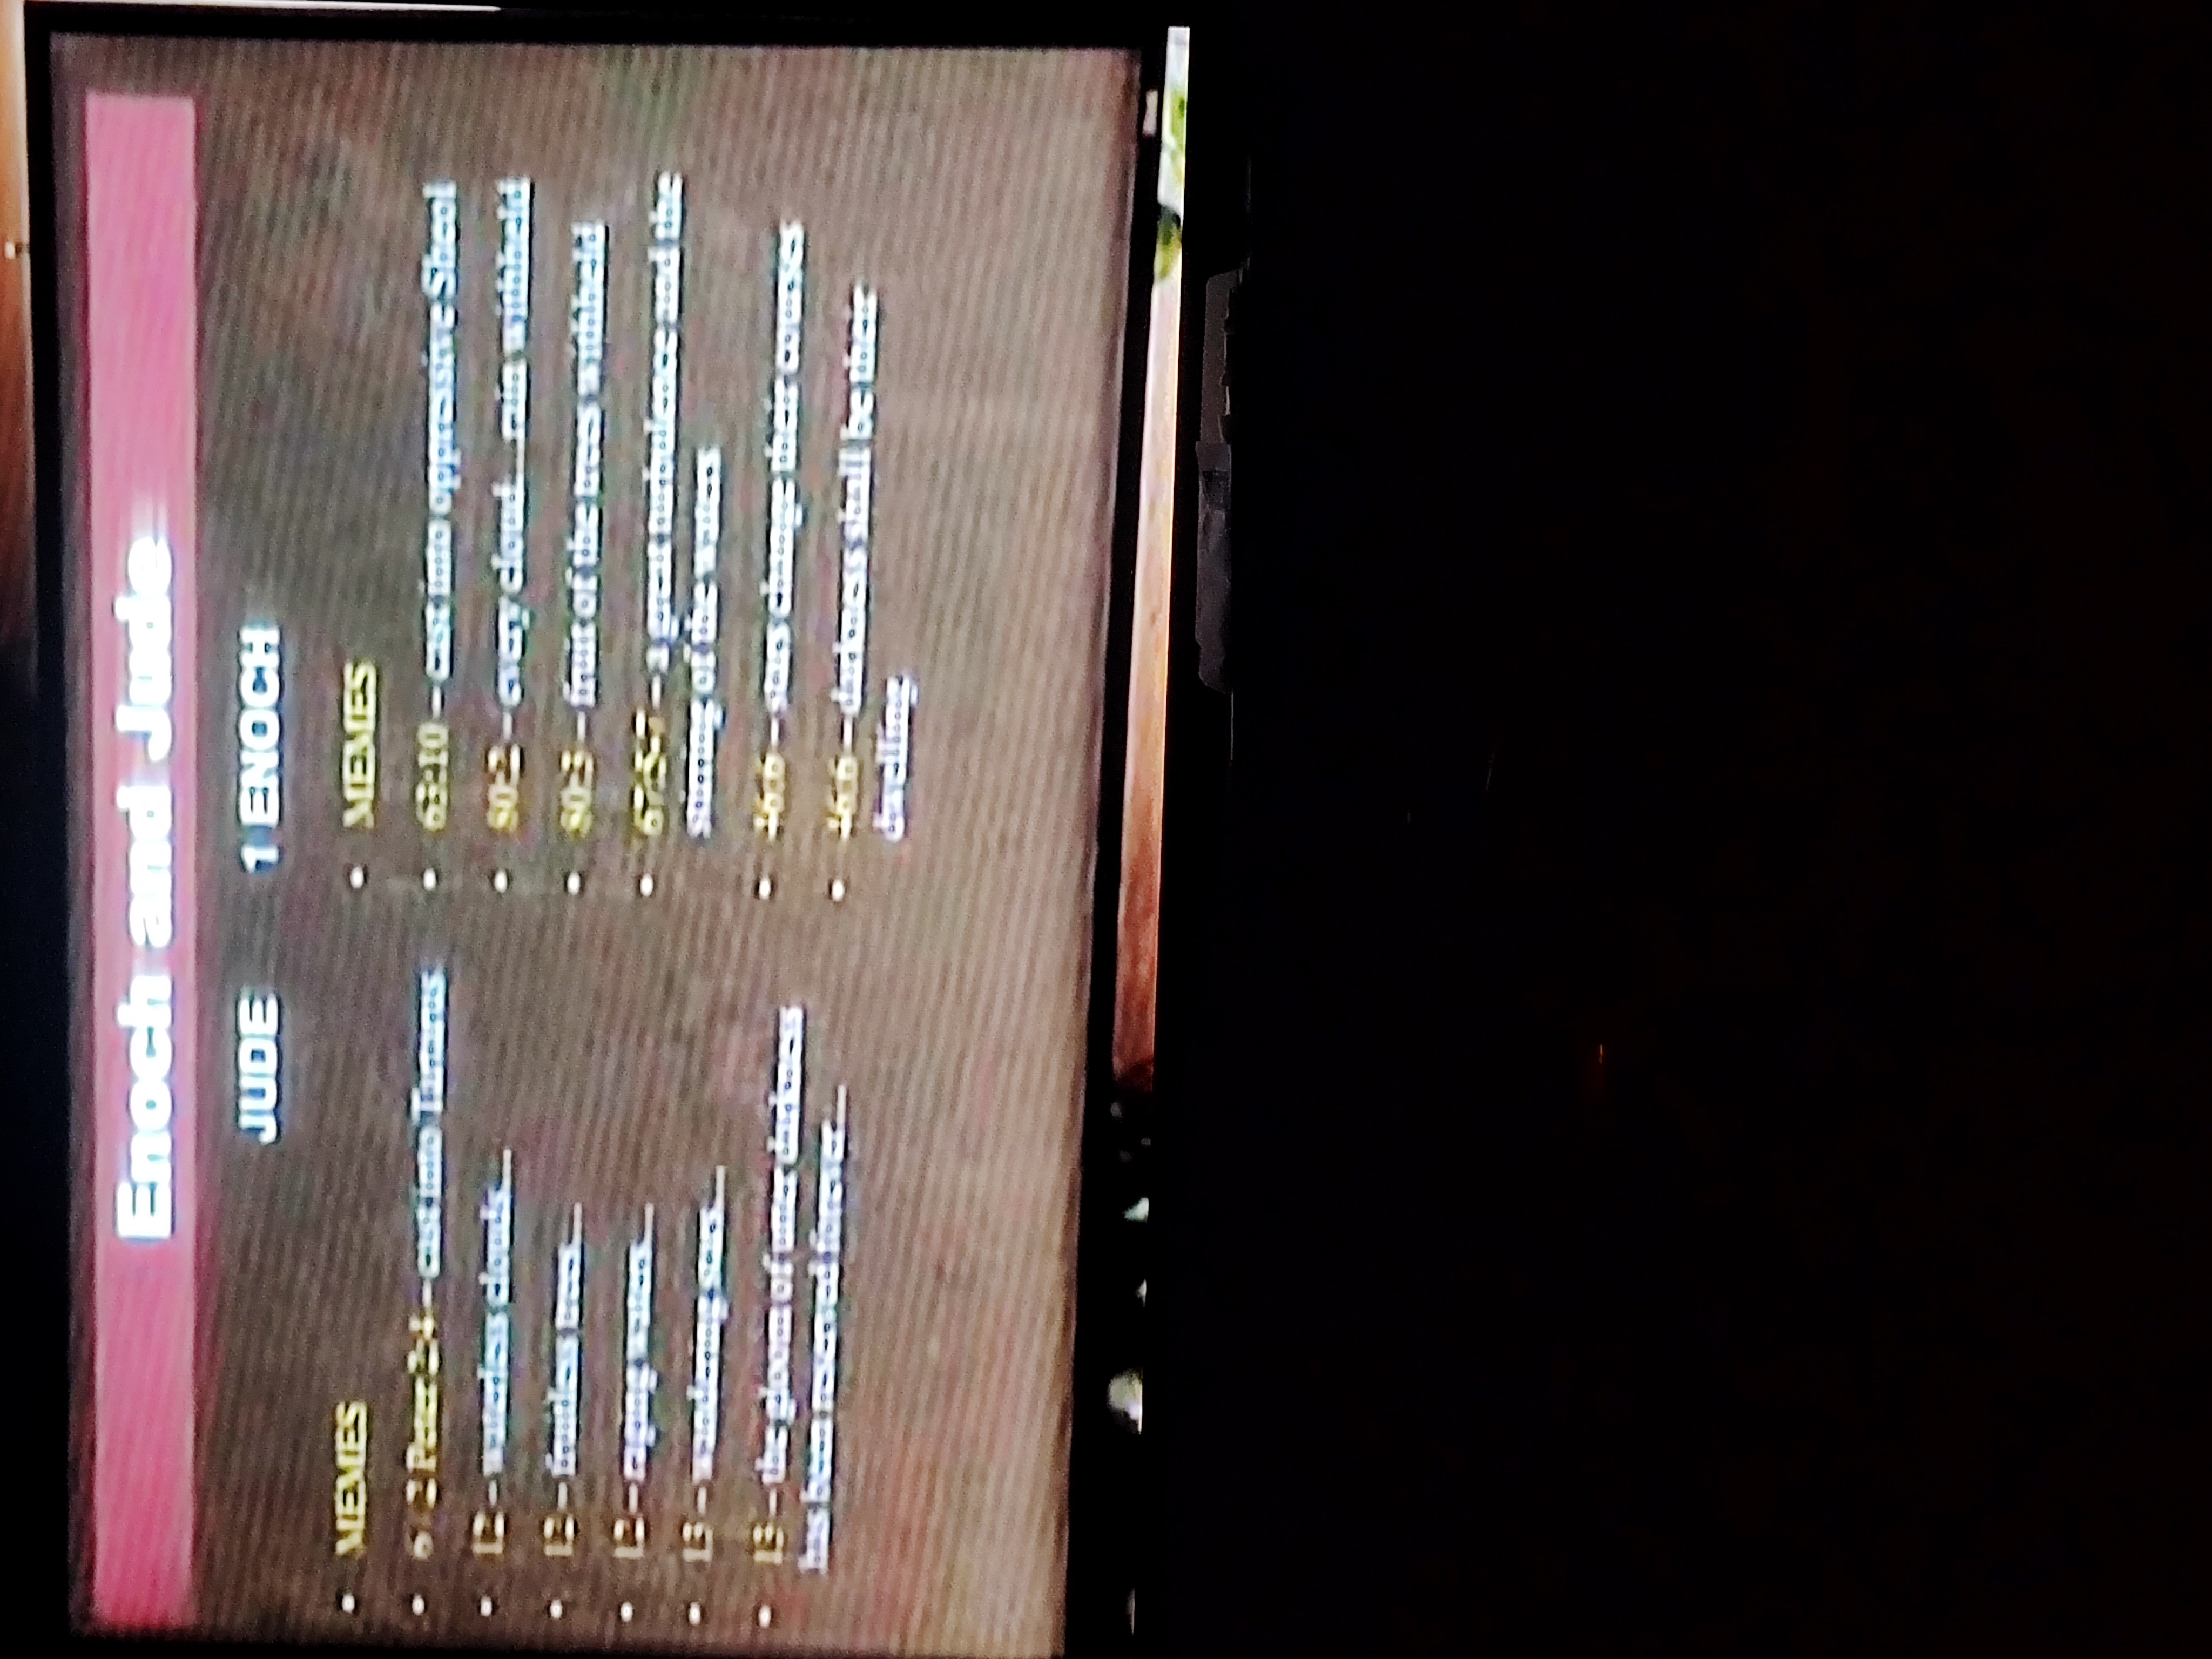 Enoch and Jude
JUDE
• MEMES
• 6 / 2 Peter 2:4 – cast into Tartarus
• 12 – waterless clouds…
• 12 – fruitless trees…
• 12 – raging waters…
• 13 – wandering stars…
• 13 – the gloom of utter darkness
has been reserved forever…
1 ENOCH
• MEMES
• 63:10 – cast into oppressive Sheol
• 80:2 – every cloud…rain withheld
• 80:3 – fruit of the trees withheld
• 67:5-7 – a great turbulence and the
stirring of the waters
• 46:6 – stars change their courses
• 46:6 – darkness shall be their
dwelling